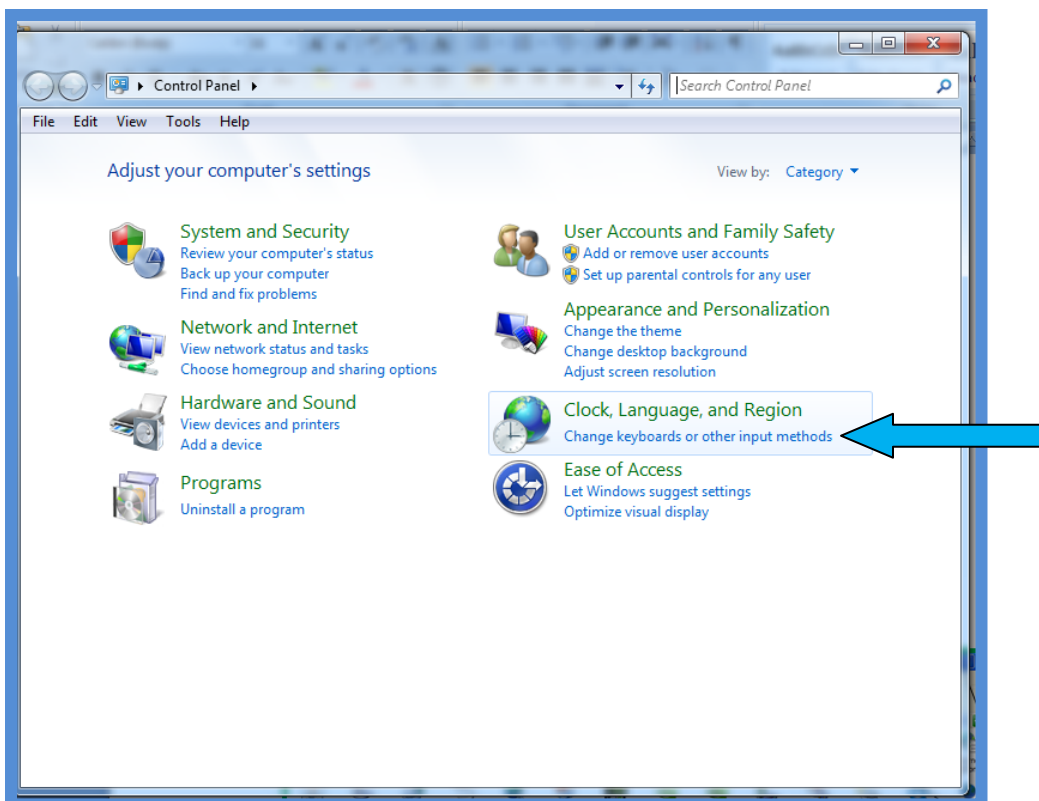 Control Panel
Search Control Panel
File Edit View Tools Help
Adjust your computer's settings
View by: Category
System and Security
Review your computer's status
Back up your computer
Find and fix problems
Network and Internet
View network status and tasks
Choose homegroup and sharing options
Hardware and Sound
View devices and printers
Add a device
Programs
Uninstall a program
User Accounts and Family Safety
Add or remove user accounts
Set up parental controls for any user
Appearance and Personalization
Change the theme
Change desktop background
Adjust screen resolution
Clock, Language, and Region
Change keyboards or other input methods
Ease of Access
Let Windows suggest settings
Optimize visual display